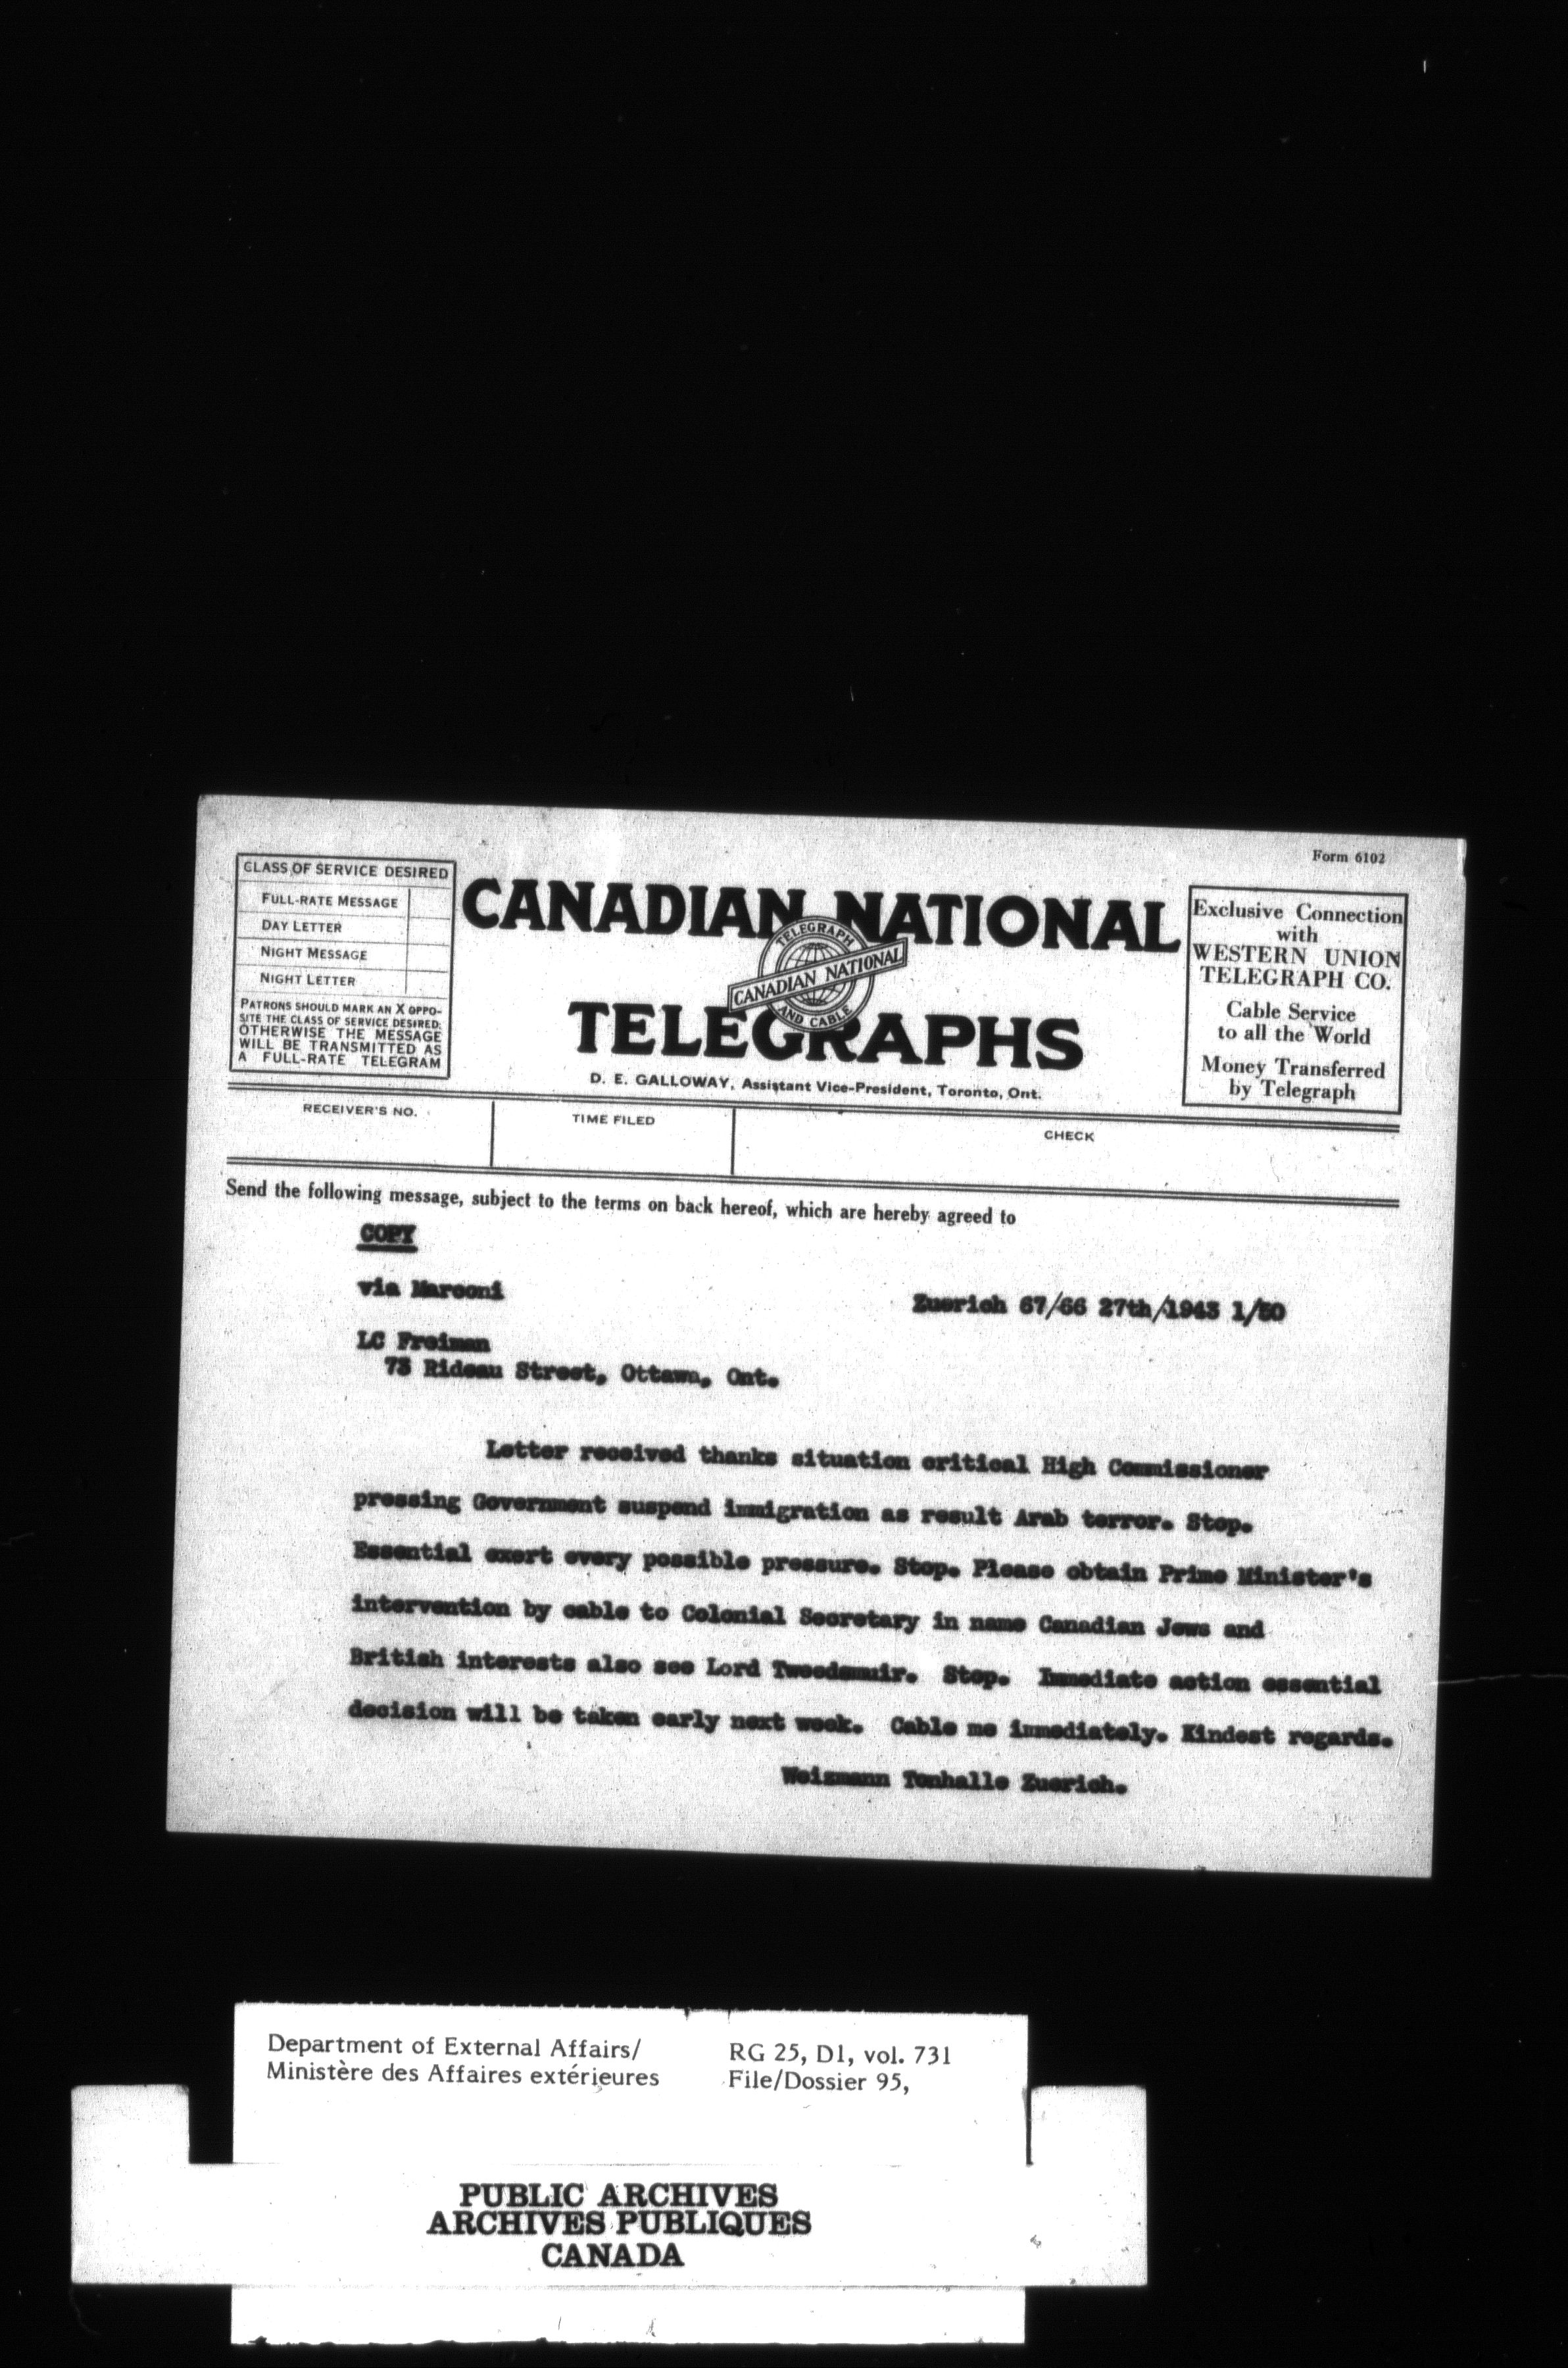 Form 6102
CLASS OF SERVICE DESIRED
FULL-RATE MESSAGE
DAY LETTER
NIGHT MESSAGE
NIGHT LETTER
PATRONS SHOULD MARK AN X OPPO-
SITE THE CLASS OF SERVICE DESIRED:
OTHERWISE THE MESSAGE
WILL BE TRANSMITTED AS
A FULL-RATE TELEGRAM
CANADIAN NATIONAL
TELEGRAPH
CANADIAN NATIONAL
AND CABLE
TELEGRAPHS
D. E. GALLOWAY, Assistant Vice-President, Toronto, Ont.
Exclusive Connection
with
WESTERN UNION
TELEGRAPH CO.
Cable Service
to all the World
Money Transferred
by Telegraph
RECEIVER'S NO.
TIME FILED
CHECK
Send the following message, subject to the terms on back hereof, which are hereby agreed to
COPY
via Marconi
Zuerich 67/66 27th/1943 1/50
LC Freiman
73 Rideau Street, Ottawa, Ont.
Letter received thanks situation critical High Commissioner
pressing Government suspend immigration as result Arab terror. Stop.
Essential exert every possible pressure. Stop. Please obtain Prime Minister's
intervention by cable to Colonial Secretary in name Canadian Jews and
British interests also see Lord Tweedsmuir. Stop. Immediate action essential
decision will be taken early next week. Cable me immediately. Kindest regards.
Weizmann Tonhalle Zuerich.
Department of External Affairs/
Ministère des Affaires extérieures
RG 25, D1, vol. 731
File/Dossier 95,
PUBLIC ARCHIVES
ARCHIVES PUBLIQUES
CANADA